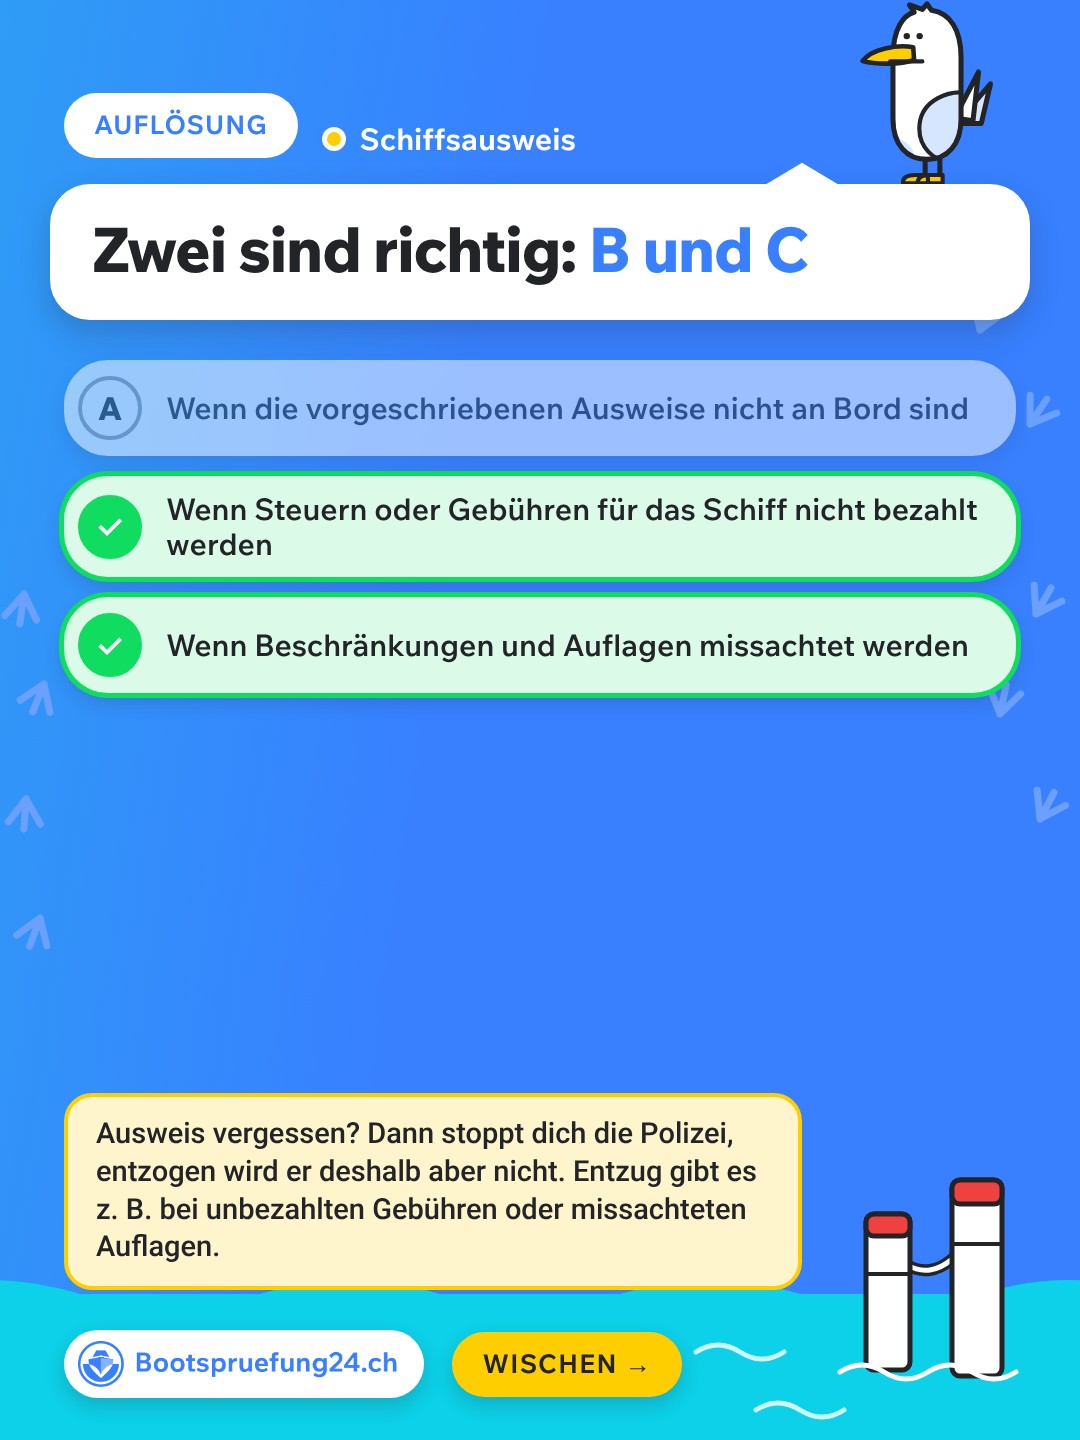 AUFLÖSUNG
Schiffsausweis
Zwei sind richtig: B und C
A Wenn die vorgeschriebenen Ausweise nicht an Bord sind
Wenn Steuern oder Gebühren für das Schiff nicht bezahlt
werden
Wenn Beschränkungen und Auflagen missachtet werden
Ausweis vergessen? Dann stoppt dich die Polizei,
entzogen wird er deshalb aber nicht. Entzug gibt es
z. B. bei unbezahlten Gebühren oder missachteten
Auflagen.
Bootspruefung24.ch
WISCHEN →